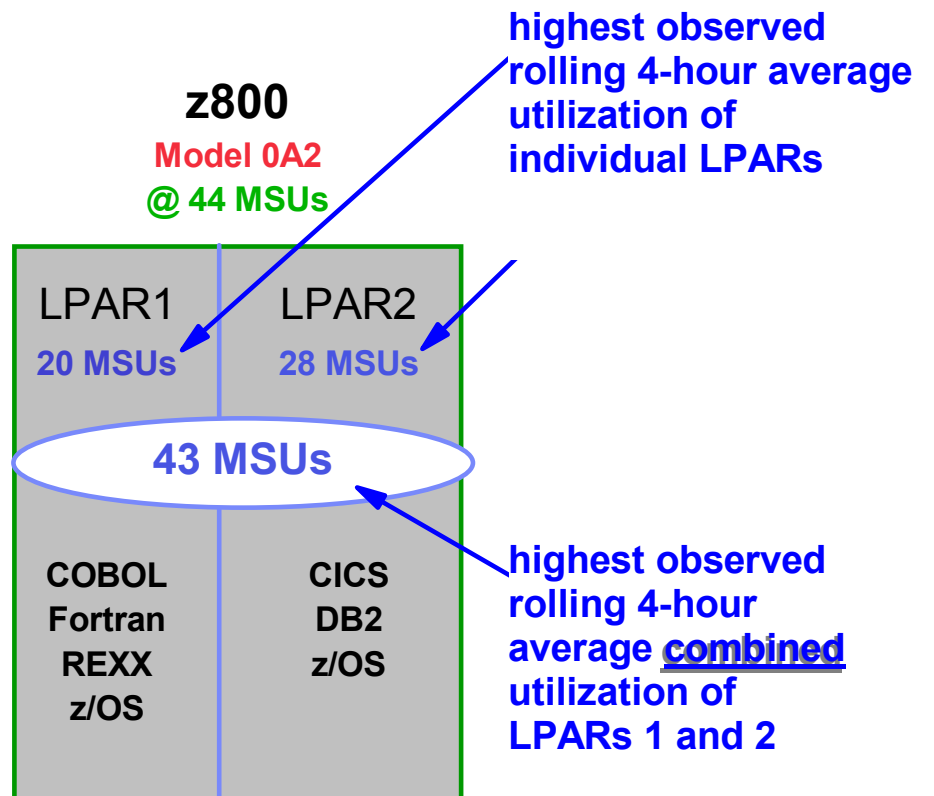 highest observed
rolling 4-hour average
utilization of
individual LPARs
z800
Model 0A2
@ 44 MSUs
LPAR1
20 MSUs
LPAR2
28 MSUs
43 MSUs
COBOL
Fortran
REXX
z/OS
CICS
DB2
z/OS
highest observed
rolling 4-hour
average combined
utilization of
LPARs 1 and 2